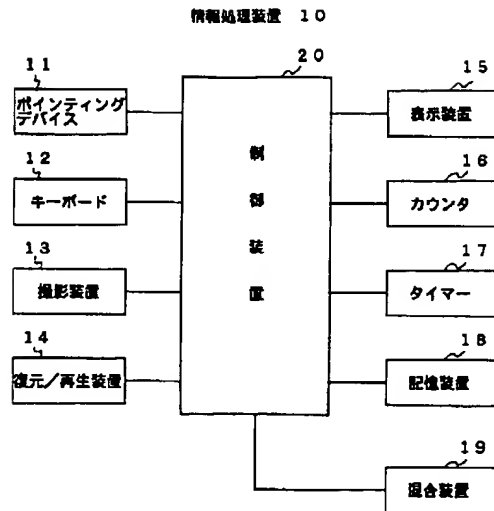 情報処理装置 10
20
11
ポインティング
デバイス
12
キーボード
13
撮影装置
14
復元／再生装置
制
御
装
置
15
表示装置
16
カウンタ
17
タイマー
18
記憶装置
19
混合装置